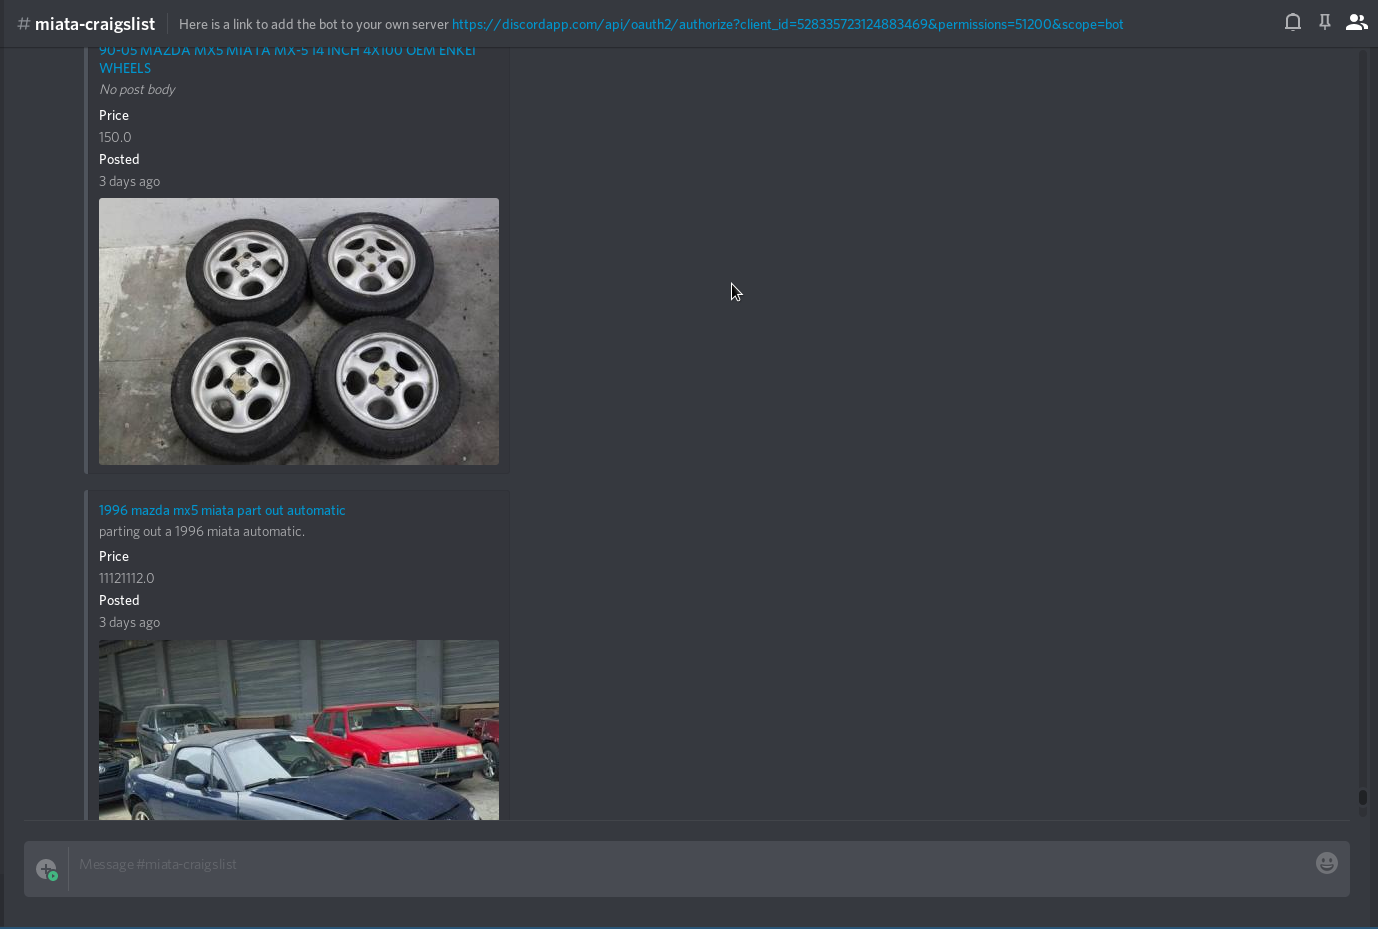 # miata-craigslist
Here is a link to add the bot to your own server https://discordapp.com/api/oauth2/authorize?client_id=528335723124883469&permissions=51200&scope=bot
90-05 MAZDA MX5 MIATA MX-5 14 INCH 4X100 OEM ENKEI
WHEELS
No post body
Price
150.0
Posted
3 days ago
1996 mazda mx5 miata part out automatic
parting out a 1996 miata automatic.
Price
11121112.0
Posted
3 days ago
Message #miata-craigslist